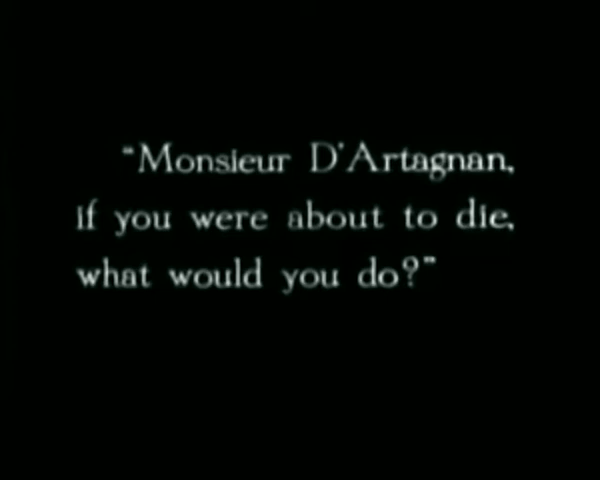 "Monsieur D'Artagnan,
if you were about to die,
what would you do?"